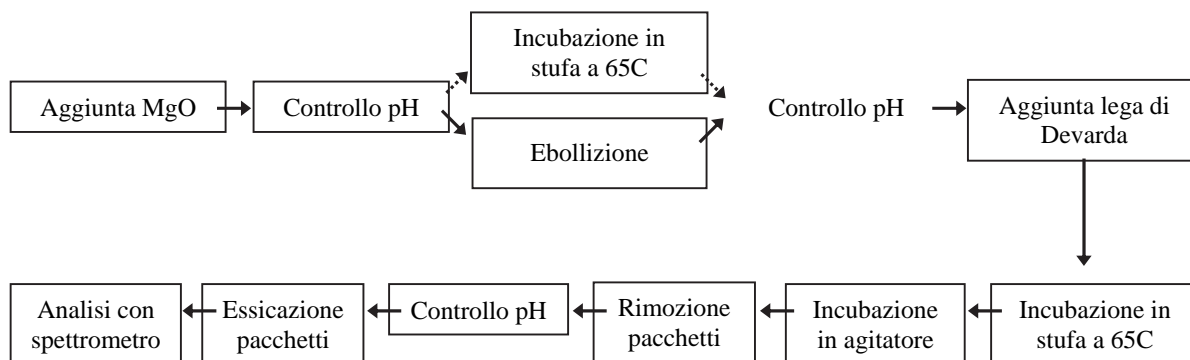 Aggiunta MgO
Controllo pH
Incubazione in
stufa a 65C
Ebollizione
Controllo pH
Aggiunta lega di
Devarda
Incubazione in
stufa a 65C
Incubazione
in agitatore
Rimozione
pacchetti
Controllo pH
Essicazione
pacchetti
Analisi con
spettrometro